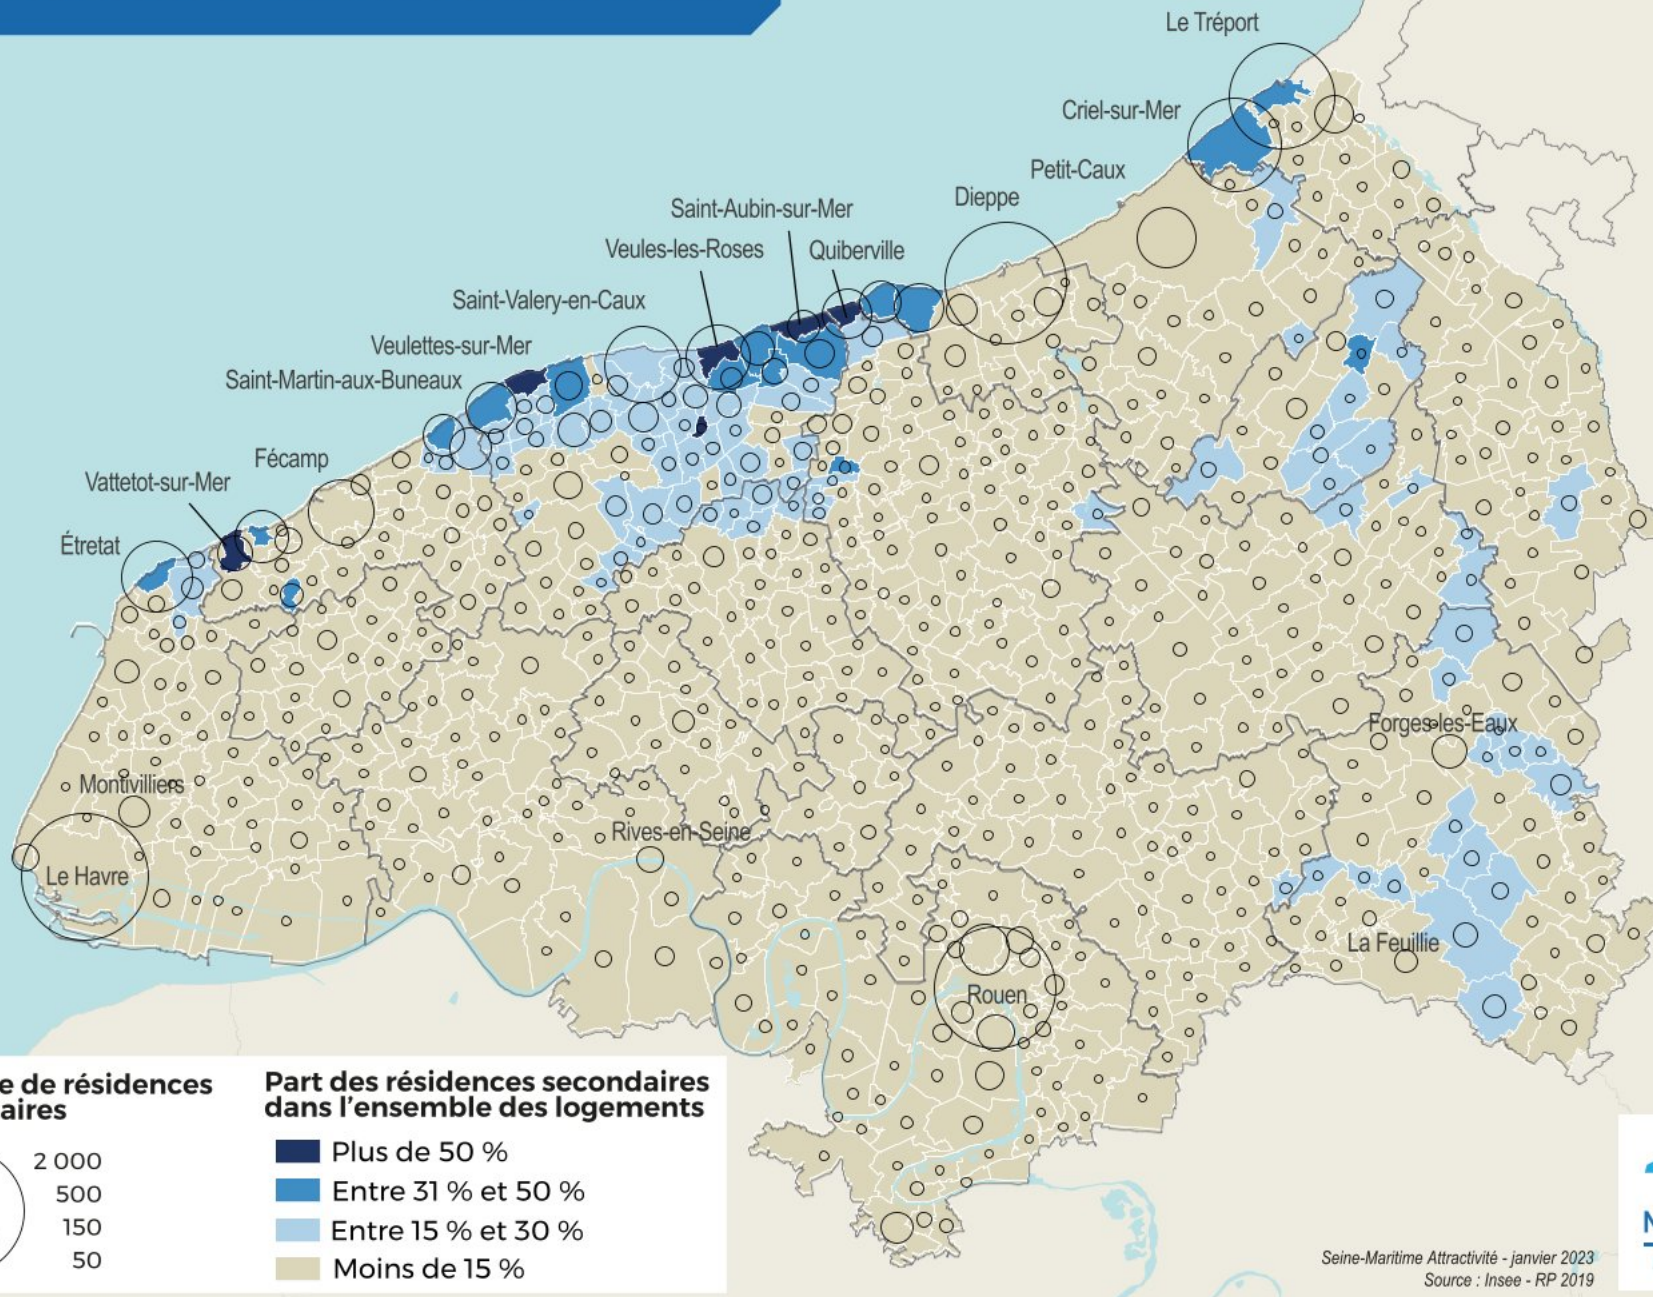 Le Tréport
Criel-sur-Mer
Petit-Caux
Dieppe
Saint-Aubin-sur-Mer
Veules-les-Roses
Quiberville
Saint-Valery-en-Caux
Veulettes-sur-Mer
Saint-Martin-aux-Buneaux
Fécamp
Vattetot-sur-Mer
Étretat
Forges-les-Eaux
Montivilliers
Rives-en-Seine
Le Havre
La Feuillie
Rouen
e de résidences
aires
2 000
500
150
50
Part des résidences secondaires
dans l'ensemble des logements
Plus de 50 %
Entre 31 % et 50 %
Entre 15 % et 30 %
Moins de 15 %
Seine-Maritime Attractivité - janvier 2023
Source : Insee - RP 2019